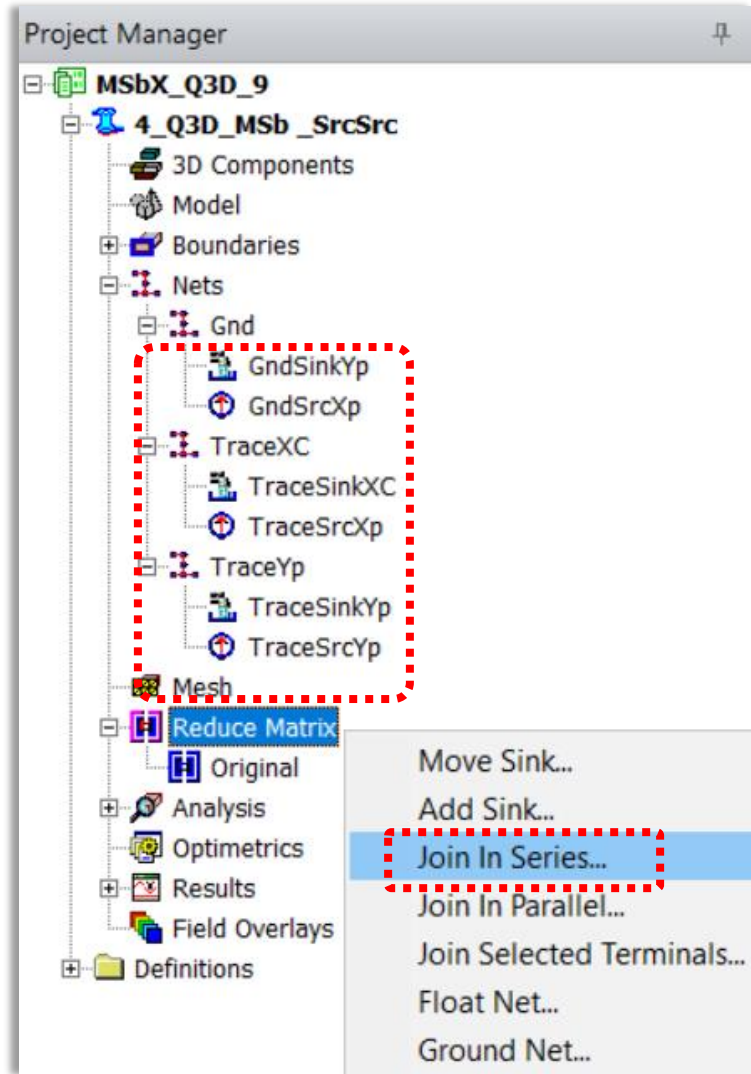 Project Manager
MSbX_Q3D_9
4_Q3D_MSb _SrcSrc
3D Components
Model
Boundaries
Nets
Gnd
GndSinkYp
GndSrcXp
TraceXC
TraceSinkXC
TraceSrcXp
TraceYp
TraceSinkYp
TraceSrcYp
Mesh
Reduce Matrix
Original
Analysis
Optimetrics
Results
Field Overlays
Definitions
Move Sink...
Add Sink...
Join In Series...
Join In Parallel...
Join Selected Terminals...
Float Net...
Ground Net...